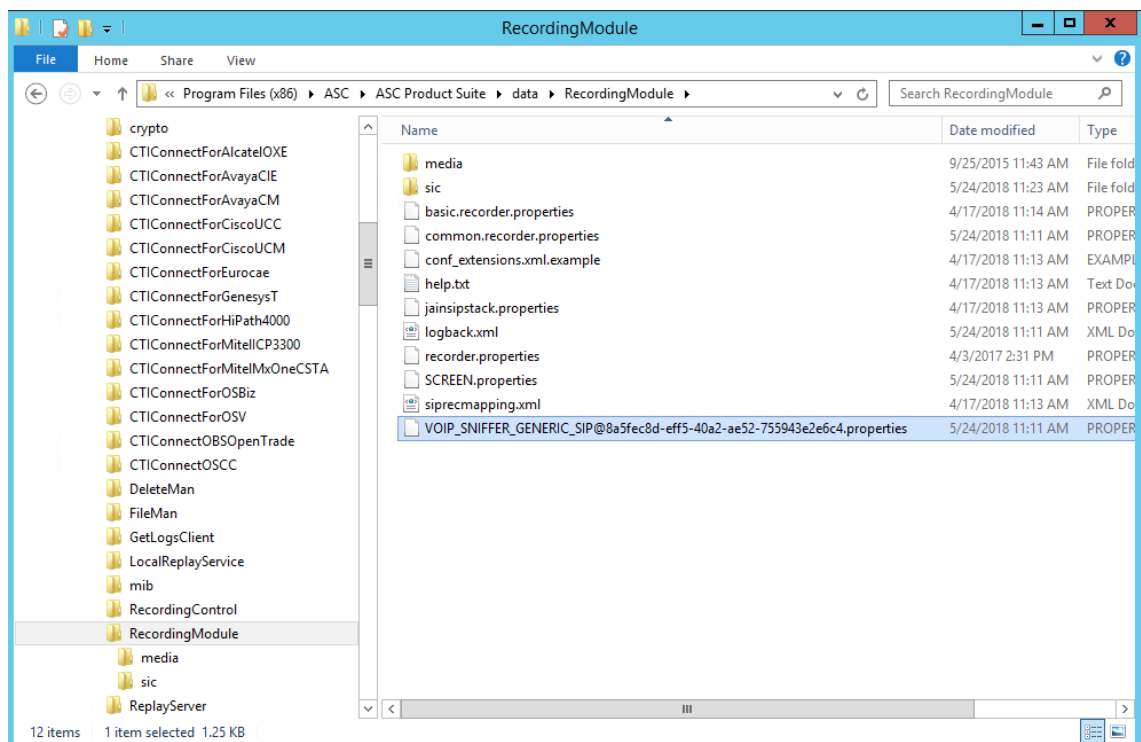 RecordingModule
File Home Share View
« Program Files (x86) ASC ASC Product Suite data RecordingModule
Search RecordingModule
crypto
CTIConnectForAlcatelOXE
CTIConnectForAvayaCIE
CTIConnectForAvayaCM
CTIConnectForCiscoUCC
CTIConnectForCiscoUCM
CTIConnectForEurocae
CTIConnectForGenesysT
CTIConnectForHiPath4000
CTIConnectForMitelICP3300
CTIConnectForMitelMxOneCSTA
CTIConnectForOSBiz
CTIConnectForOSV
CTIConnectOBSOpenTrade
CTIConnectOSCC
DeleteMan
FileMan
GetLogsClient
LocalReplayService
mib
RecordingControl
RecordingModule
media
sic
ReplayServer
Name Date modified Type
media 9/25/2015 11:43 AM File fold
sic 5/24/2018 11:23 AM File fold
basic.recorder.properties 4/17/2018 11:14 AM PROPER
common.recorder.properties 5/24/2018 11:11 AM PROPER
conf_extensions.xml.example 4/17/2018 11:13 AM EXAMPL
help.txt 4/17/2018 11:13 AM Text Do
jainsipstack.properties 4/17/2018 11:13 AM PROPER
logback.xml 5/24/2018 11:11 AM XML Do
recorder.properties 4/3/2017 2:31 PM PROPER
SCREEN.properties 5/24/2018 11:11 AM PROPER
siprecmapping.xml 4/17/2018 11:13 AM XML Do
VOIP_SNIFFER_GENERIC_SIP@8a5fec8d-eff5-40a2-ae52-755943e2e6c4.properties 5/24/2018 11:11 AM PROPER
12 items 1 item selected 1.25 KB